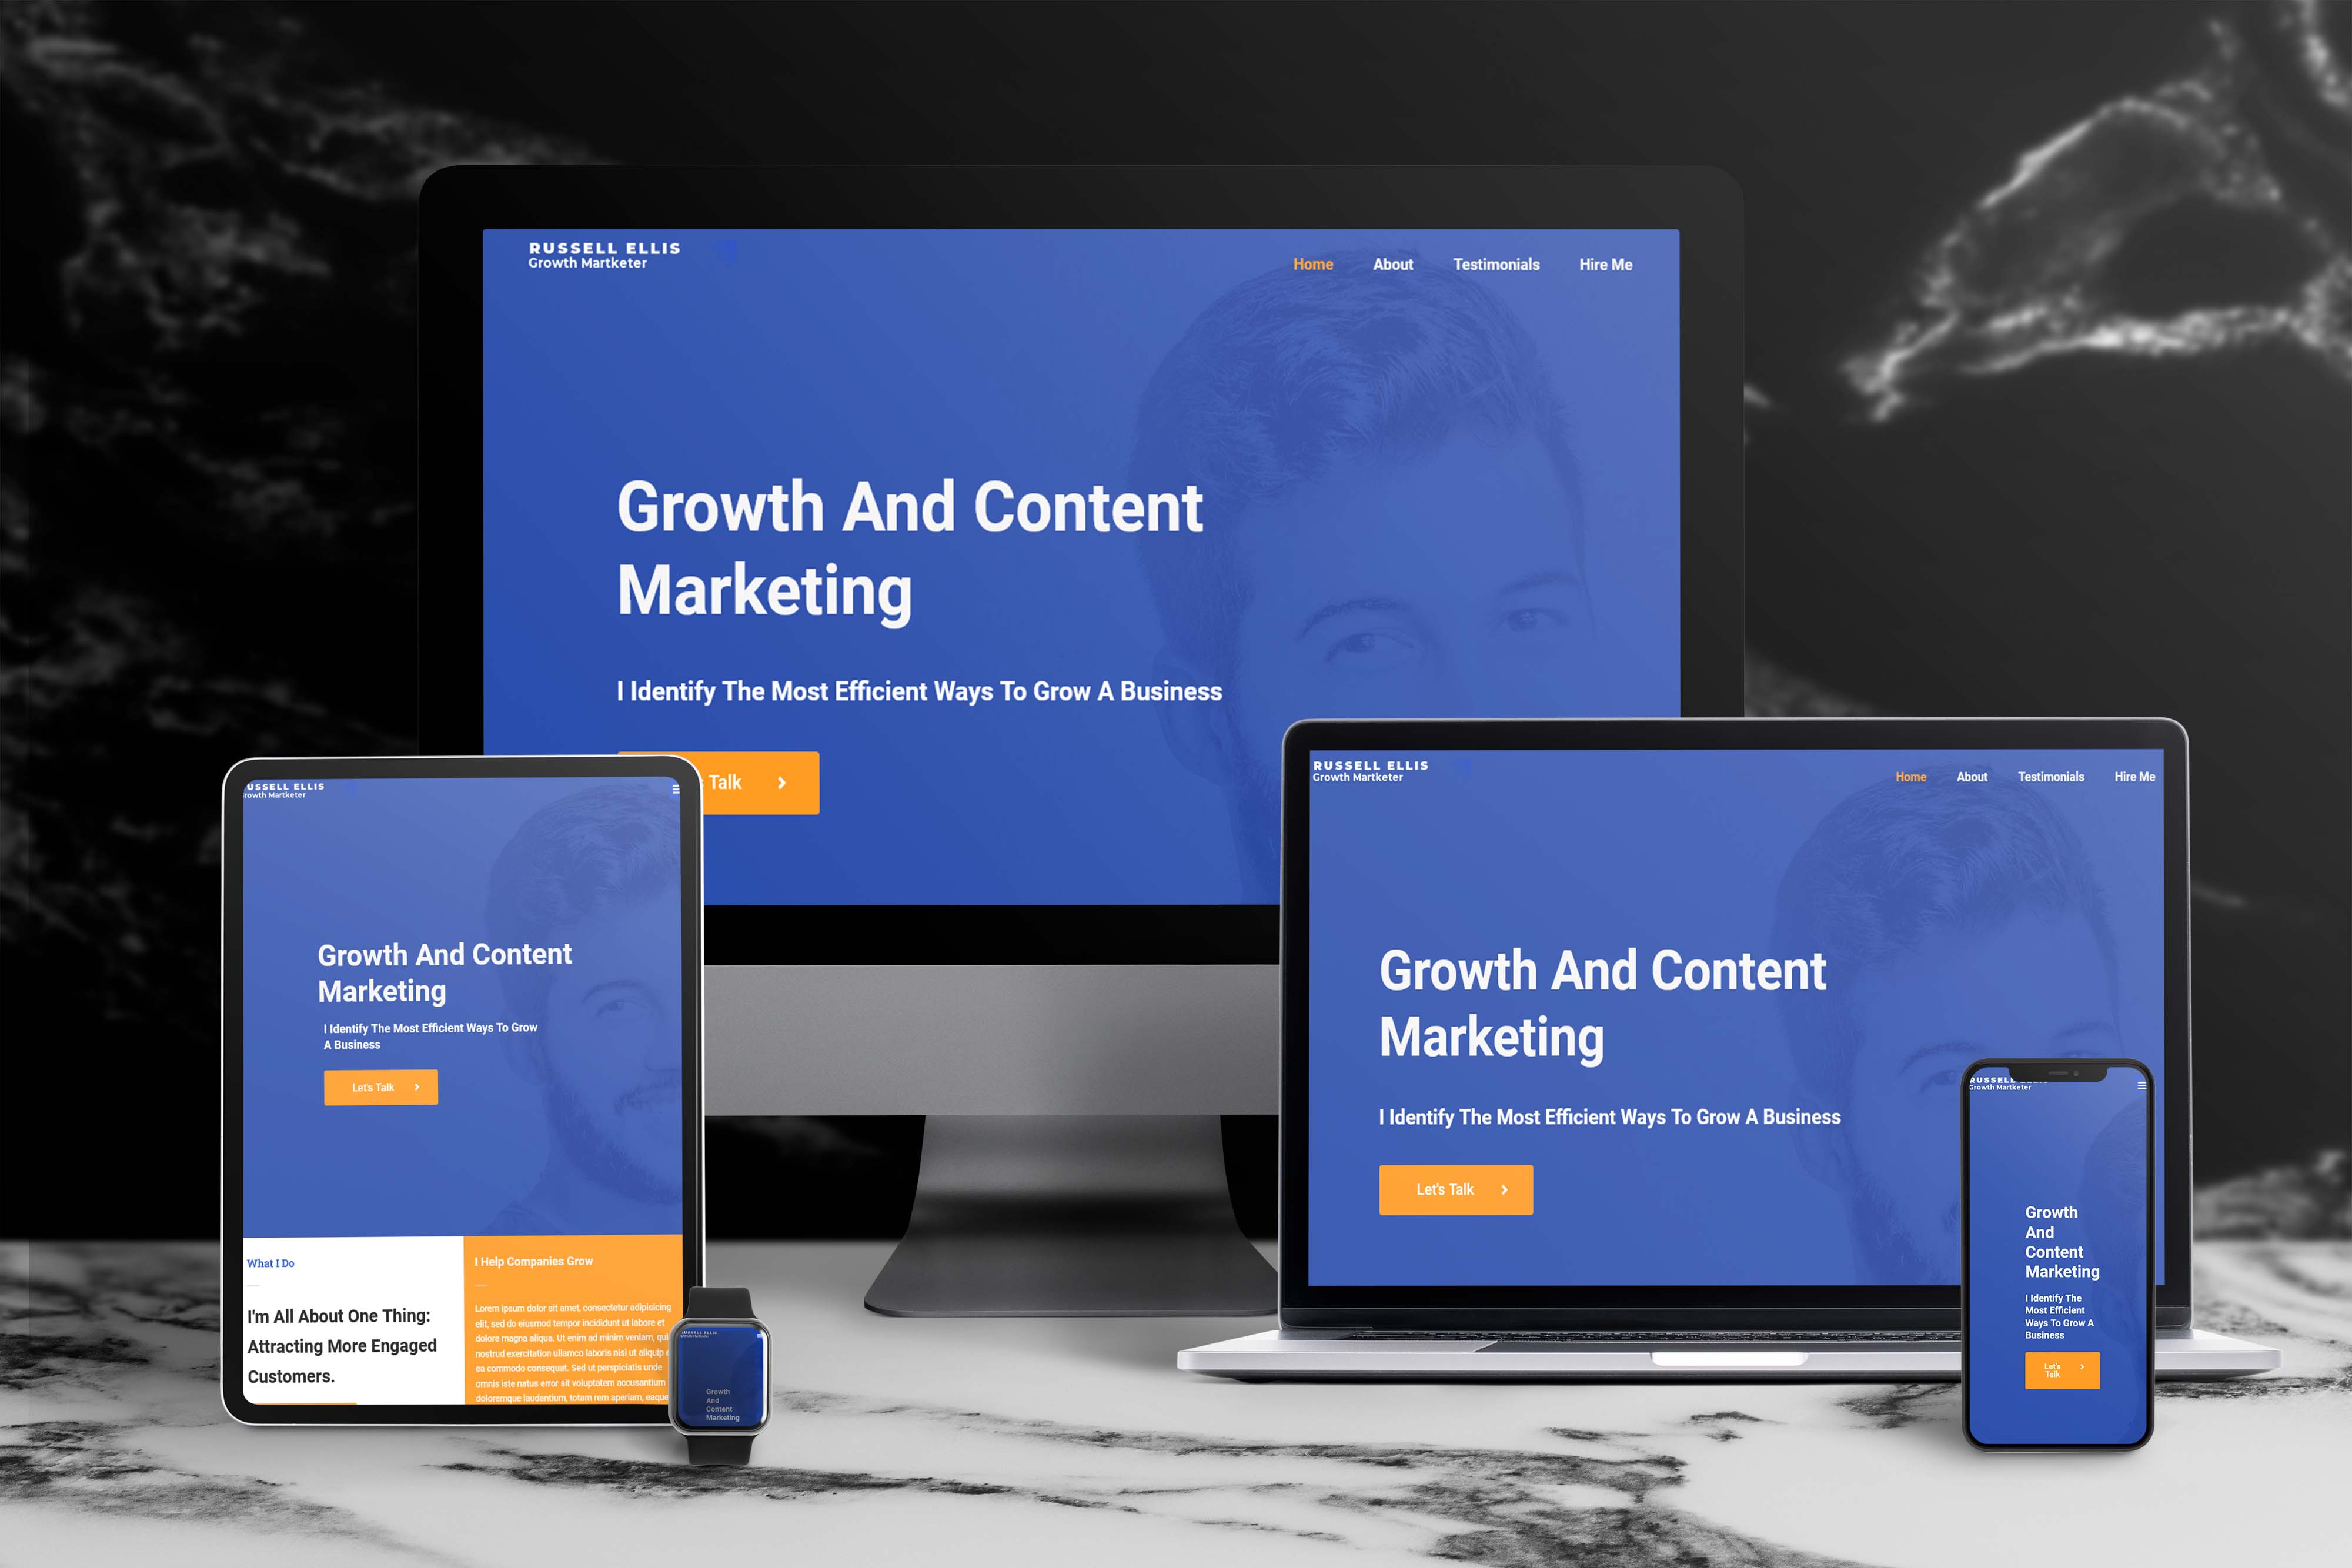 RUSSELL ELLIS
Growth Martketer
Home About Testimonials Hire Me
Growth And Content
Marketing
I Identify The Most Efficient Ways To Grow A Business
Talk
USSELL ELLIS
rowth Martketer
Growth And Content
Marketing
I Identify The Most Efficient Ways To Grow
A Business
Let's Talk
What I Do
I'm All About One Thing:
Attracting More Engaged
Customers.
I Help Companies Grow
Lorem ipsum dolor sit amet, consectetur adipisicing
elit, sed do eiusmod tempor incididunt ut labore et
dolore magna aliqua. Ut enim ad minim veniam, qui
nostrud exercitation ullamco laboris nisi ut aliquip e
ea commodo consequat. Sed ut perspiciatis unde
omnis iste natus error sit voluptatem accusantium
doloremque laudantium, totam rem aperiam, eaque
RUSSELL ELLIS
Growth
And
Content
Marketing
RUSSELL ELLIS
Growth Martketer
Home About Testimonials Hire Me
Growth And Content
Marketing
I Identify The Most Efficient Ways To Grow A Business
Let's Talk
RUSSELL
Growth Martketer
Growth
And
Content
Marketing
I Identify The
Most Efficient
Ways To Grow A
Business
Let's
Talk